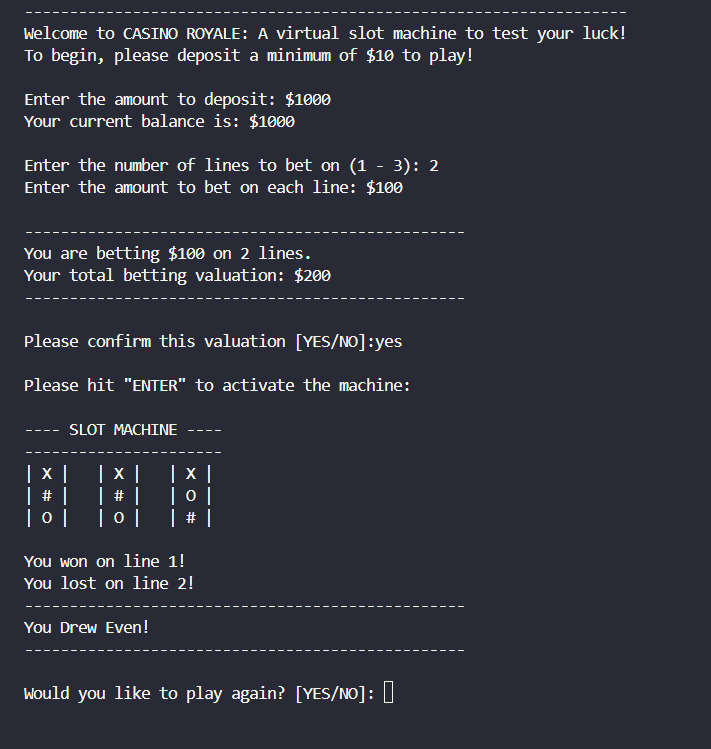 -------------------------------------------------------------------
Welcome to CASINO ROYALE: A virtual slot machine to test your luck!
To begin, please deposit a minimum of $10 to play!
Enter the amount to deposit: $1000
Your current balance is: $1000
Enter the number of lines to bet on (1 - 3): 2
Enter the amount to bet on each line: $100
-------------------------------------------------
You are betting $100 on 2 lines.
Your total betting valuation: $200
-------------------------------------------------
Please confirm this valuation [YES/NO]:yes
Please hit "ENTER" to activate the machine:
---- SLOT MACHINE ----
----------------------
| X |   | X |   | X |
| # |   | # |   | O |
| O |   | O |   | # |
You won on line 1!
You lost on line 2!
-------------------------------------------------
You Drew Even!
-------------------------------------------------
Would you like to play again? [YES/NO]: